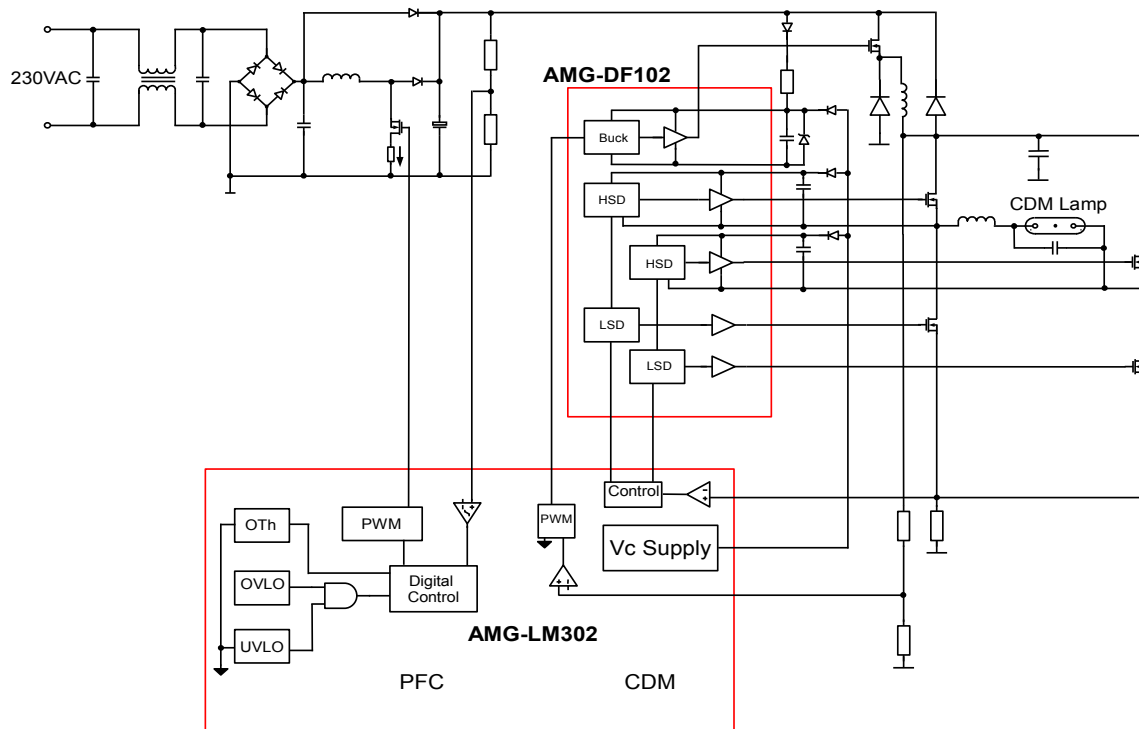 230VAC
AMG-DF102
Buck
HSD
CDM Lamp
HSD
LSD
LSD
Control
PWM
OTh
PWM
Vc Supply
OVLO
Digital
Control
UVLO
AMG-LM302
PFC
CDM